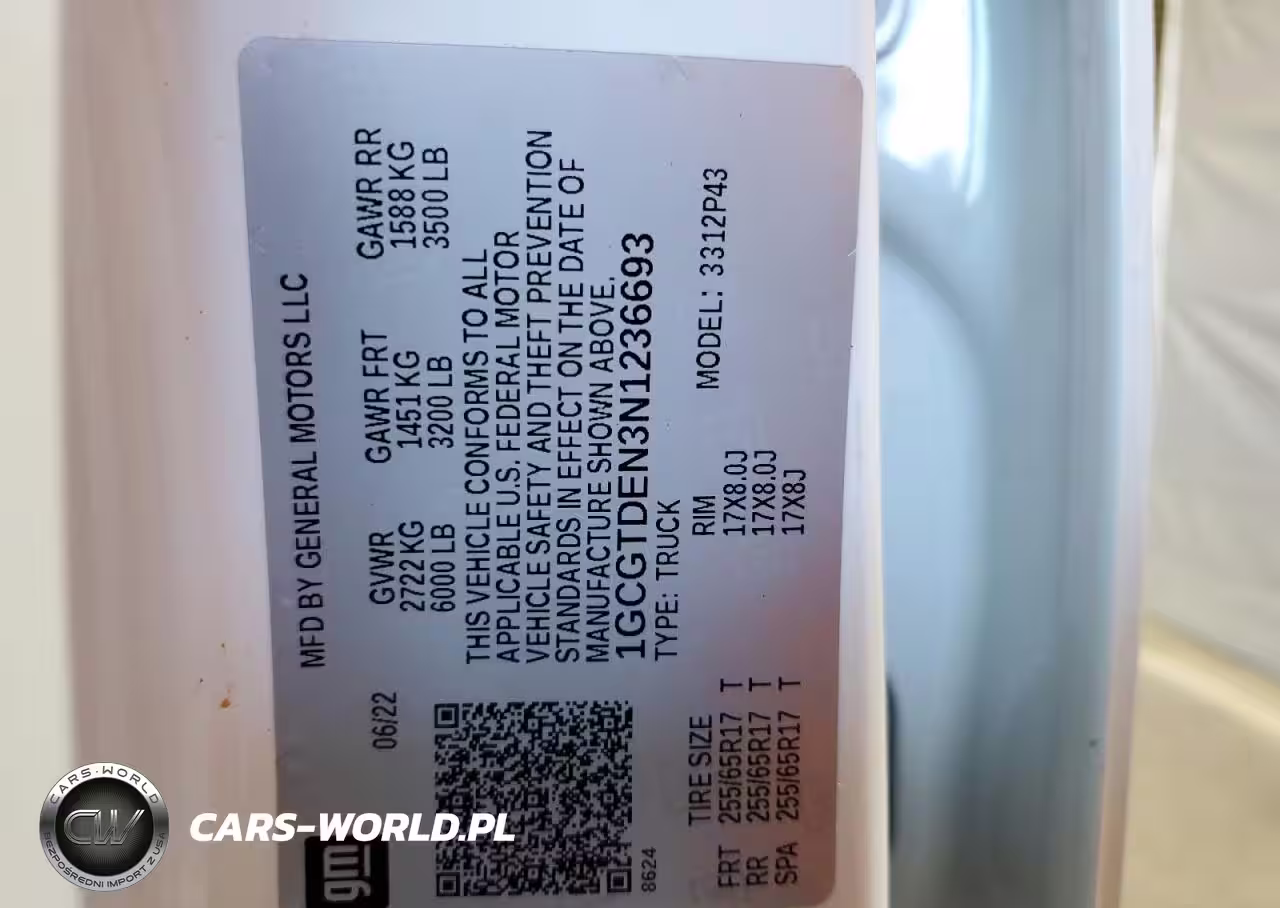 MFD BY GENERAL MOTORS LLC
06/22
GVWR GAWR FRT GAWR RR
2722 KG 1451 KG 1588 KG
6000 LB 3200 LB 3500 LB
THIS VEHICLE CONFORMS TO ALL
APPLICABLE U.S. FEDERAL MOTOR
VEHICLE SAFETY AND THEFT PREVENTION
STANDARDS IN EFFECT ON THE DATE OF
MANUFACTURE SHOWN ABOVE.
1GCGTDEN3N1236693
TYPE: TRUCK
MODEL: 3312P43
TIRE SIZE RIM
FRT 255/65R17 T 17X8.0J
RR 255/65R17 T 17X8.0J
SPA 255/65R17 T 17X8J
8624
gm
CARS-WORLD
CW
BEZPOŚREDNI IMPORT Z USA
CARS-WORLD.PL